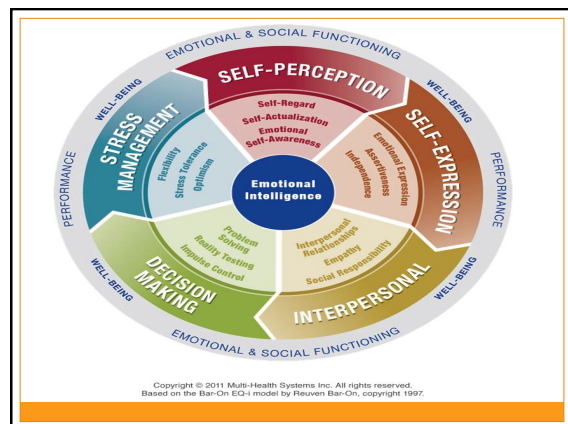 EMOTIONAL & SOCIAL FUNCTIONING
WELL-BEING
WELL-BEING
PERFORMANCE
PERFORMANCE
SELF-PERCEPTION
Self-Regard
Self-Actualization
Emotional
Self-Awareness
SELF-EXPRESSION
Emotional Expression
Assertiveness
Independence
STRESS
MANAGEMENT
Flexibility
Stress Tolerance
Optimism
Emotional
Intelligence
DECISION
MAKING
Problem
Solving
Reality Testing
Impulse Control
INTERPERSONAL
Interpersonal
Relationships
Empathy
Social Responsibility
WELL-BEING
WELL-BEING
EMOTIONAL & SOCIAL FUNCTIONING
Copyright © 2011 Multi-Health Systems Inc. All rights reserved.
Based on the Bar-On EQ-i model by Reuven Bar-On, copyright 1997.